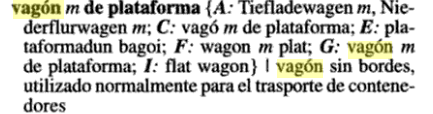 vagón m de plataforma {A: Tiefladewagen m, Nie-
derflurwagen m; C: vagó m de plataforma; E: pla-
taformadun bagoi; F: wagon m plat; G: vagón m
de plataforma; I: flat wagon} | vagón sin bordes,
utilizado normalmente para el trasporte de contene-
dores